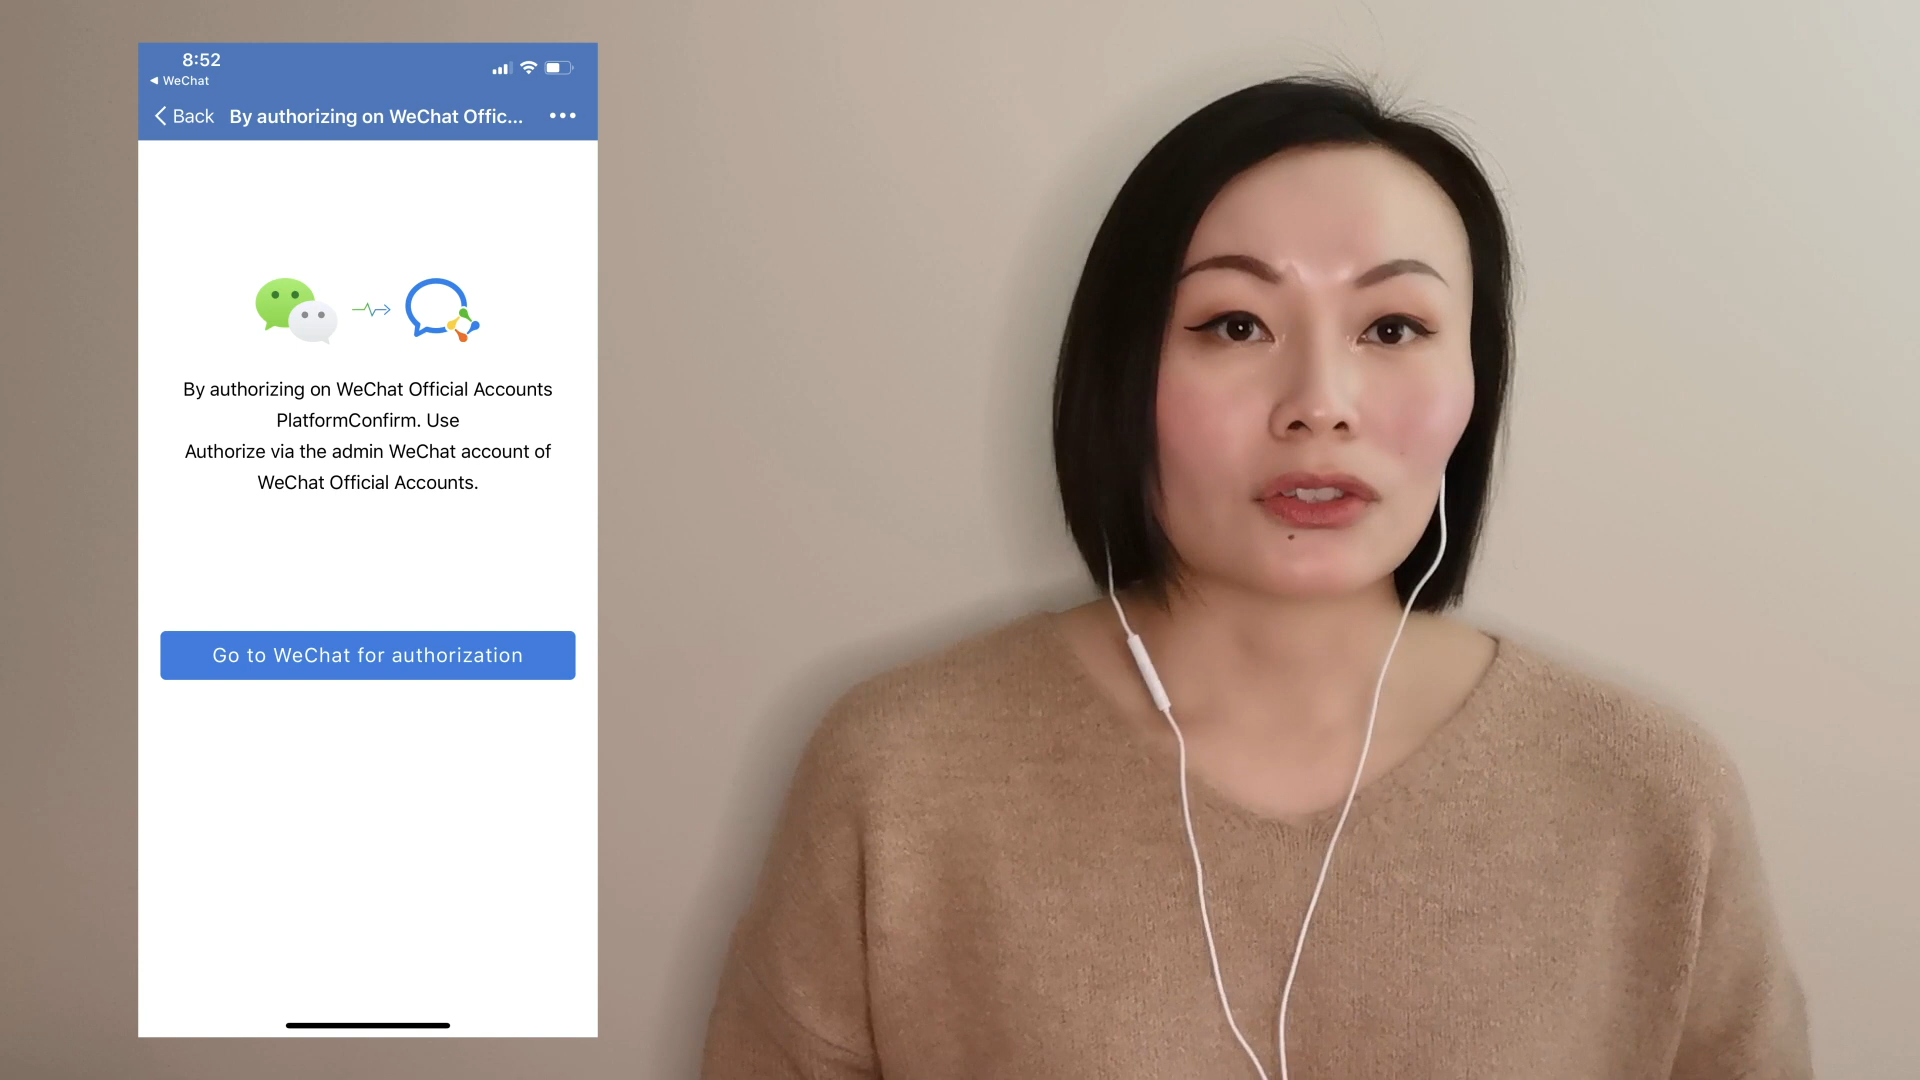 8:52
WeChat
Back By authorizing on WeChat Offic...
By authorizing on WeChat Official Accounts
PlatformConfirm. Use
Authorize via the admin WeChat account of
WeChat Official Accounts.
Go to WeChat for authorization